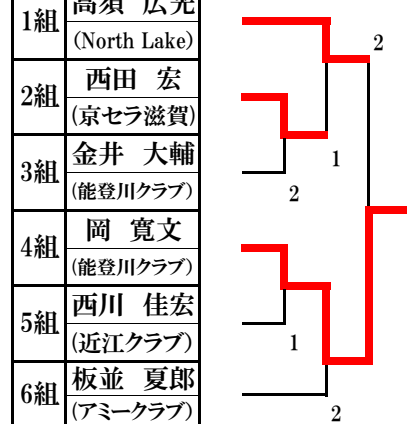 1組 高須 広光
(North Lake)
2
2組 西田 宏
(京セラ滋賀)
1
3組 金井 大輔
(能登川クラブ)
2
4組 岡 寛文
(能登川クラブ)
5組 西川 佳宏
(近江クラブ)
1
6組 板並 夏郎
(アミークラブ)
2